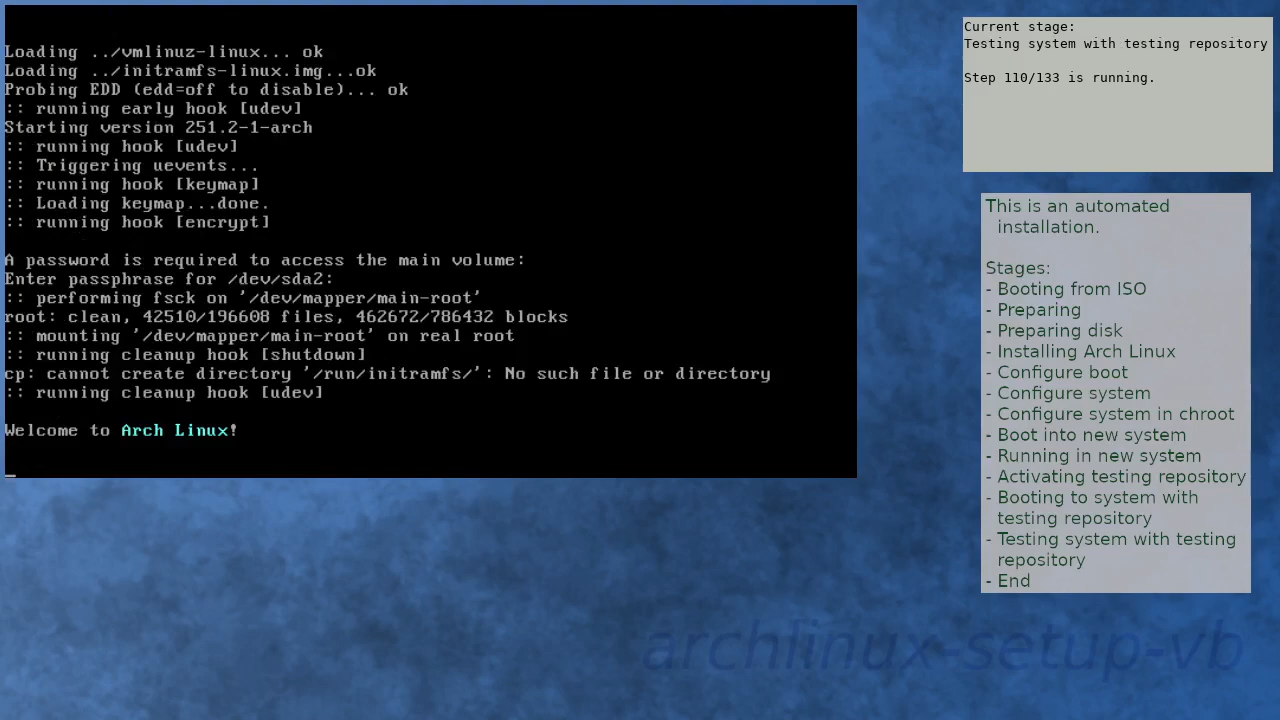 Loading ../vmlinuz-linux... ok
Loading ../initramfs-linux.img...ok
Probing EDD (edd=off to disable)... ok
:: running early hook [udev]
Starting version 251.2-1-arch
:: running hook [udev]
:: Triggering uevents...
:: running hook [keymap]
:: Loading keymap...done.
:: running hook [encrypt]
A password is required to access the main volume:
Enter passphrase for /dev/sda2:
:: performing fsck on '/dev/mapper/main-root'
root: clean, 42510/196608 files, 462672/786432 blocks
:: mounting '/dev/mapper/main-root' on real root
:: running cleanup hook [shutdown]
cp: cannot create directory '/run/initramfs/': No such file or directory
:: running cleanup hook [udev]
Welcome to Arch Linux!
_
Current stage:
Testing system with testing repository
Step 110/133 is running.
This is an automated
installation.
Stages:
- Booting from ISO
- Preparing
- Preparing disk
- Installing Arch Linux
- Configure boot
- Configure system
- Configure system in chroot
- Boot into new system
- Running in new system
- Activating testing repository
- Booting to system with
testing repository
- Testing system with testing
repository
- End
archlinux-setup-vb